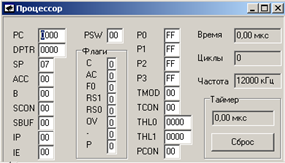 Процессор
PC 0000 PSW 00 P0 FF Время 0,00 мкс
DPTR 0000 Флаги P1 FF
SP 07 C 0 P2 FF Циклы 0
ACC 00 AC 0 P3 FF
B 00 F0 0 TMOD 00 Частота 12000 кГц
SCON 00 RS1 0 TCON 00 Таймер
SBUF 00 RS0 0 THL0 0000 0,00 мкс
IP 00 OV 0 THL1 0000
IE 00 - 0 PCON 00 Сброс
P 0